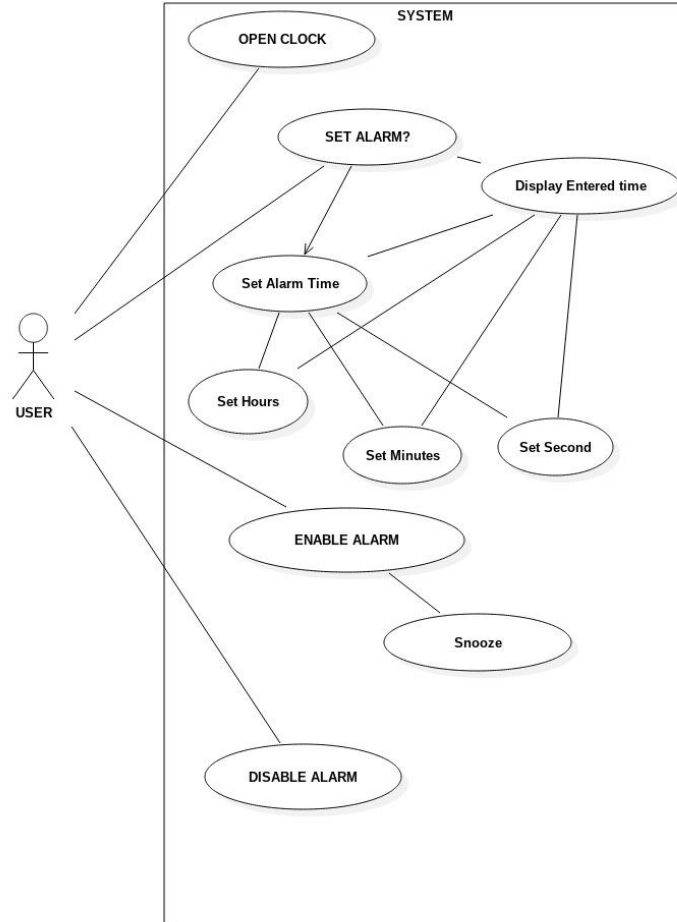 SYSTEM
OPEN CLOCK
SET ALARM?
Display Entered time
Set Alarm Time
USER
Set Hours
Set Minutes
Set Second
ENABLE ALARM
Snooze
DISABLE ALARM